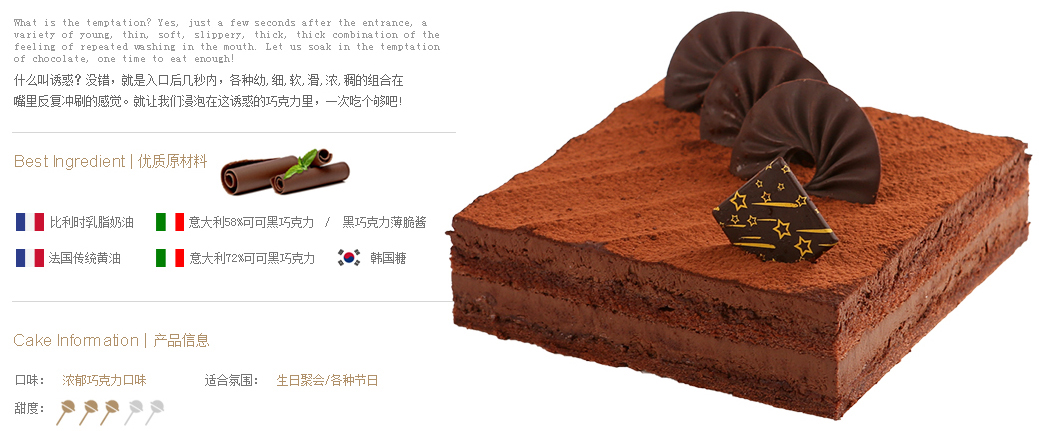 What is the temptation? Yes, just a few seconds after the entrance, a
variety of young, thin, soft, slippery, thick, thick combination of the
feeling of repeated washing in the mouth. Let us soak in the temptation
of chocolate, one time to eat enough!
什么叫诱惑？没错，就是入口后几秒内，各种幼,细,软,滑,浓,稠的组合在
嘴里反复冲刷的感觉。就让我们浸泡在这诱惑的巧克力里，一次吃个够吧!
Best Ingredient | 优质原材料
比利时乳脂奶油 意大利58%可可黑巧克力 / 黑巧克力薄脆酱
法国传统黄油 意大利72%可可黑巧克力 韩国糖
Cake Information | 产品信息
口味： 浓郁巧克力口味 适合氛围： 生日聚会/各种节日
甜度：